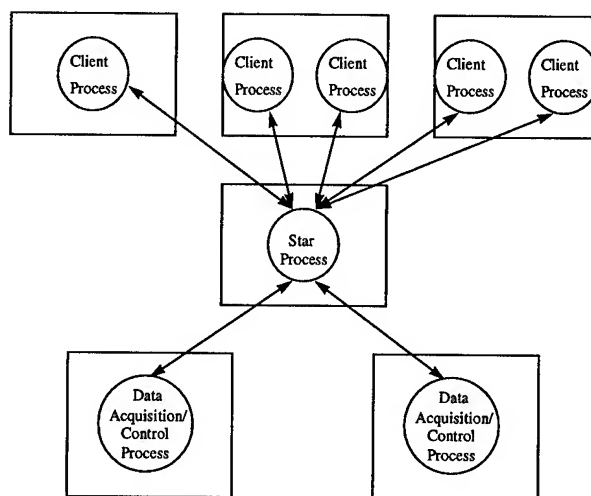 Client
Process
Client
Process
Client
Process
Client
Process
Client
Process
Star
Process
Data
Acquisition/
Control
Process
Data
Acquisition/
Control
Process